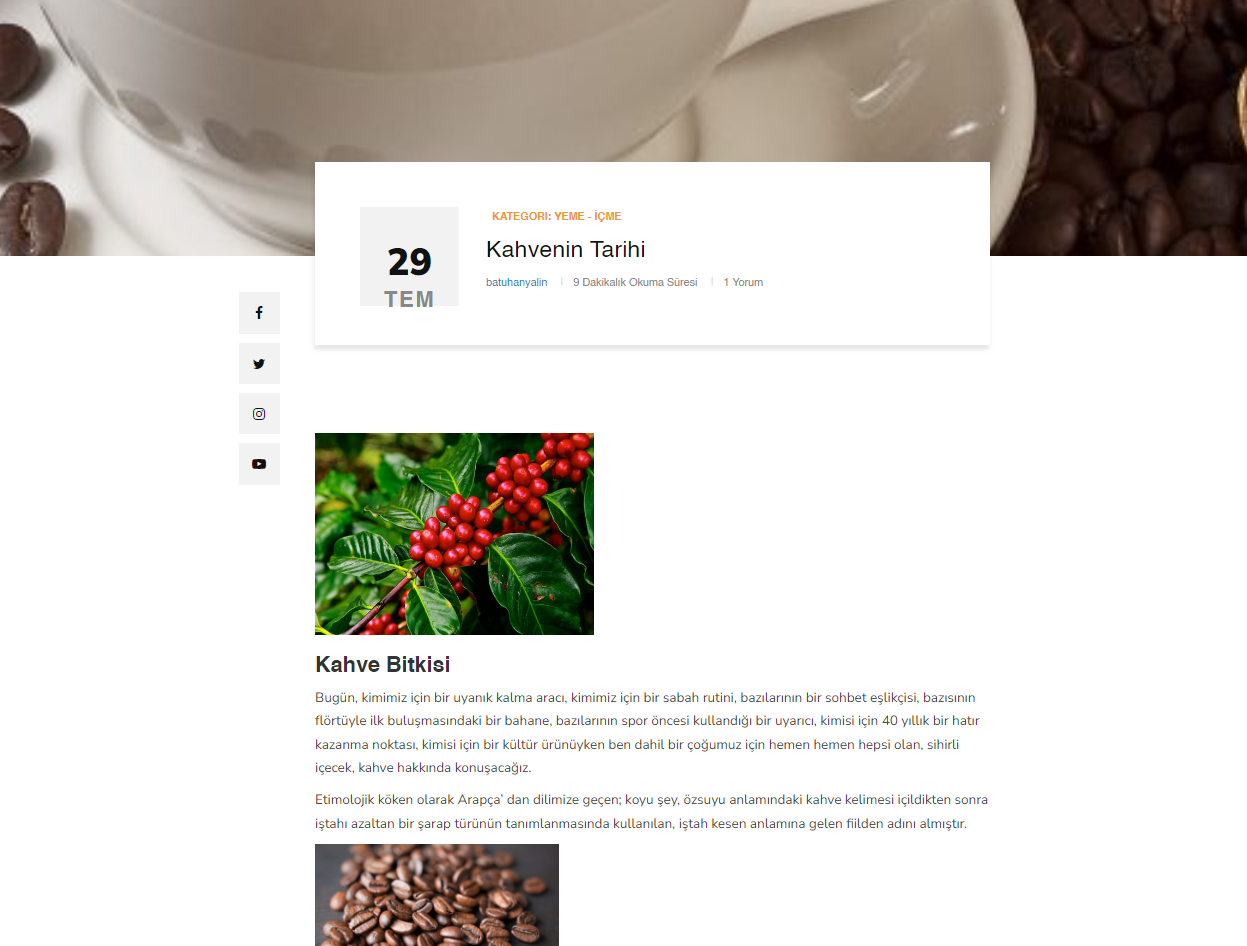 29
TEM
KATEGORI: YEME - İÇME
Kahvenin Tarihi
batuhanyalin | 9 Dakikalık Okuma Süresi | 1 Yorum
Kahve Bitkisi
Bugün, kimimiz için bir uyanık kalma aracı, kimimiz için bir sabah rutini, bazılarının bir sohbet eşlikçisi, bazısının
flörtüyle ilk buluşmasındaki bir bahane, bazılarının spor öncesi kullandığı bir uyarıcı, kimisi için 40 yıllık bir hatır
kazanma noktası, kimisi için bir kültür ürünüyken ben dahil bir çoğumuz için hemen hemen hepsi olan, sihirli
içecek, kahve hakkında konuşacağız.
Etimolojik köken olarak Arapça' dan dilimize geçen; koyu şey, özsuyu anlamındaki kahve kelimesi içildikten sonra
iştahı azaltan bir şarap türünün tanımlanmasında kullanılan, iştah kesen anlamına gelen fiilden adını almıştır.